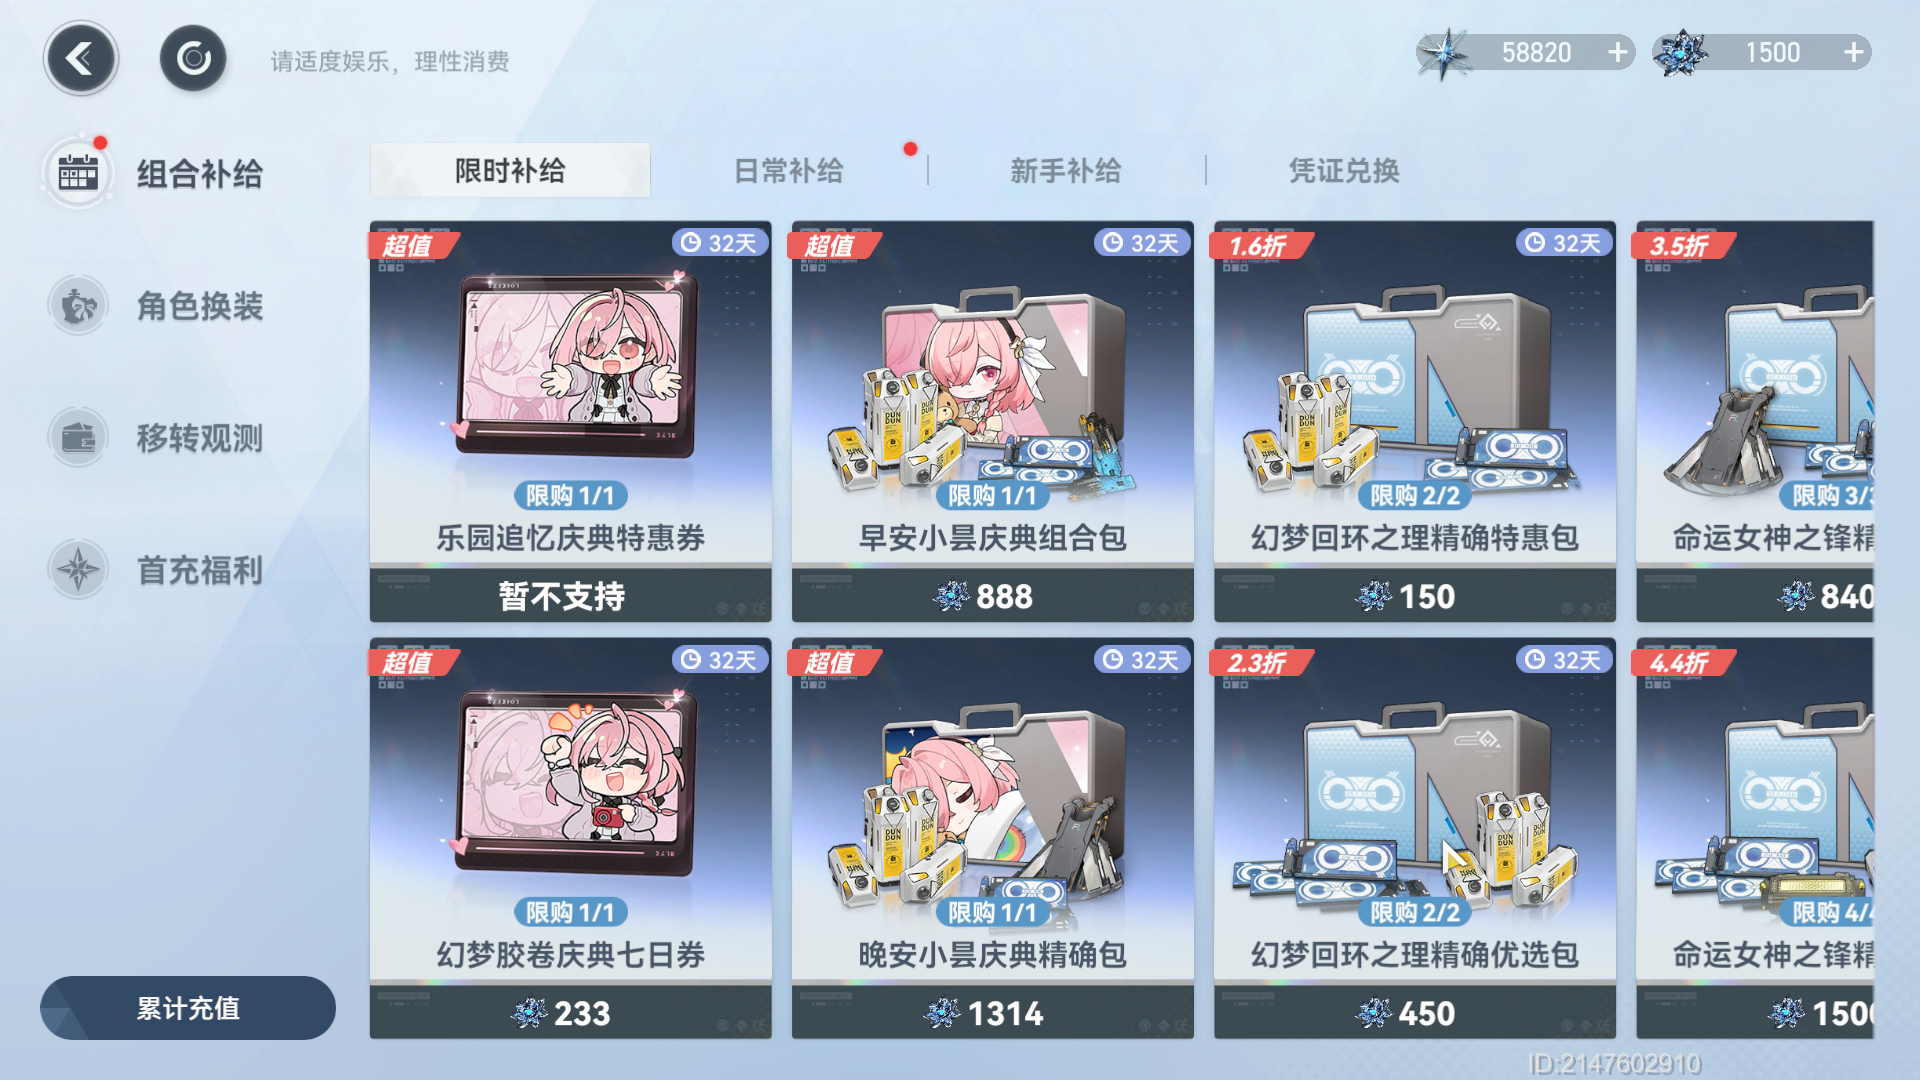 请适度娱乐，理性消费
58820
1500
组合补给
角色换装
移转观测
首充福利
累计充值
限时补给
日常补给
新手补给
凭证兑换
超值
32天
限购 1/1
乐园追忆庆典特惠券
暂不支持
超值
32天
DUN DUN
限购 1/1
早安小昙庆典组合包
888
1.6折
32天
DUN DUN
限购 2/2
幻梦回环之理精确特惠包
150
3.5折
限购 3/
命运女神之锋精
840
超值
32天
限购 1/1
幻梦胶卷庆典七日券
233
超值
32天
DUN DUN
限购 1/1
晚安小昙庆典精确包
1314
2.3折
32天
DUN DUN
限购 2/2
幻梦回环之理精确优选包
450
4.4折
限购 4/
命运女神之锋精
1500
ID:2147602910